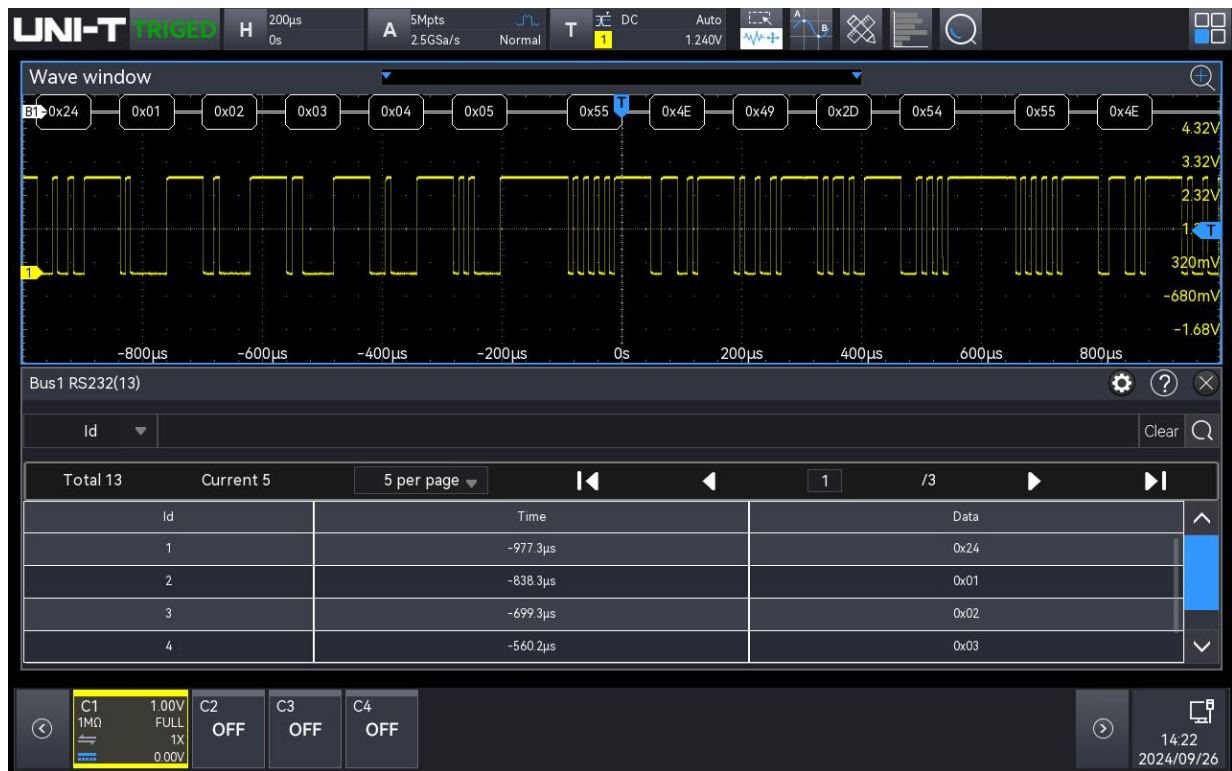 UNI-T TRIGED H 200μs 0s A 5Mpts 2.5GSa/s Normal T 1 DC Auto 1.240V A B
Wave window
B1 0x24 0x01 0x02 0x03 0x04 0x05 0x55 T 0x4E 0x49 0x2D 0x54 0x55 0x4E
4.32V
3.32V
2.32V
T
1
320mV
-680mV
-1.68V
-800μs -600μs -400μs -200μs 0s 200μs 400μs 600μs 800μs
Bus1 RS232(13) ?
Id Clear
Total 13 Current 5 5 per page 1 /3
Id Time Data
1 -977.3μs 0x24
2 -838.3μs 0x01
3 -699.3μs 0x02
4 -560.2μs 0x03
C1 1.00V C2 C3 C4
1MΩ FULL OFF OFF OFF
1X
0.00V
14:22
2024/09/26